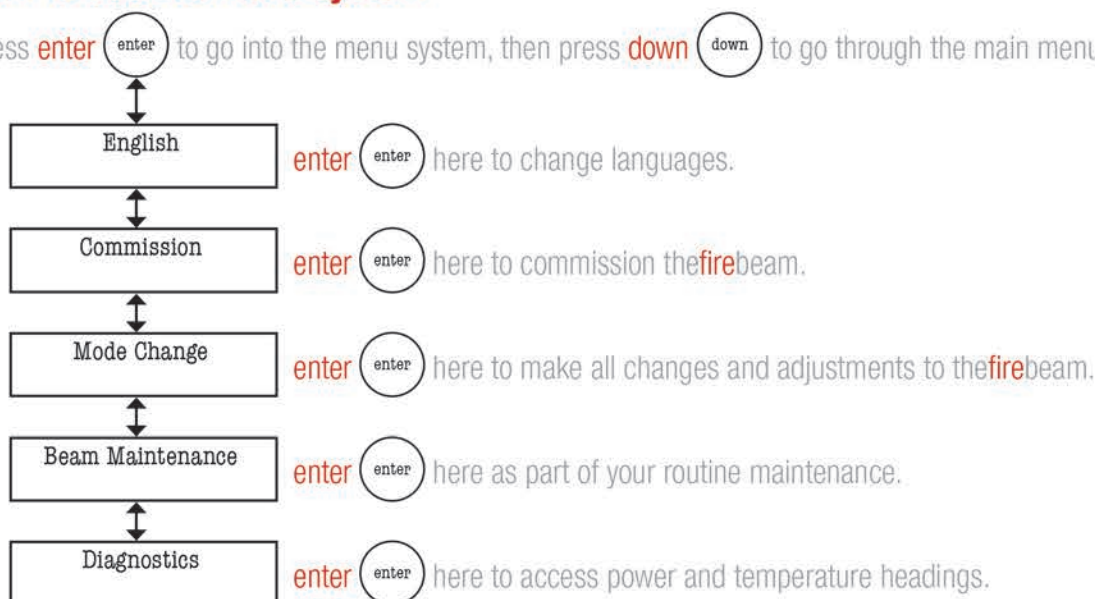 enter enter to go into the menu system, then press down down to go through the main menu
English
enter enter here to change languages.
Commission
enter enter here to commission thefirebeam.
Mode Change
enter enter here to make all changes and adjustments to thefirebeam.
Beam Maintenance
enter enter here as part of your routine maintenance.
Diagnostics
enter enter here to access power and temperature headings.